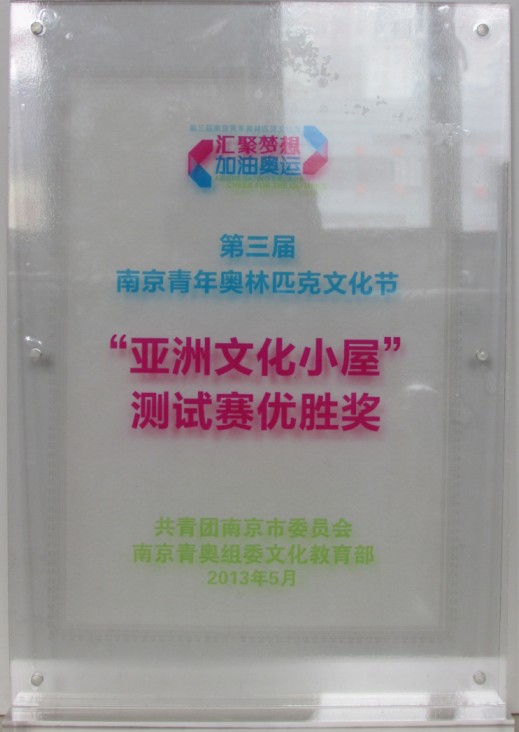 汇聚梦想
加油奥运
第三届
南京青年奥林匹克文化节
“亚洲文化小屋”
测试赛优胜奖
共青团南京市委员会
南京青奥组委文化教育部
2013年5月